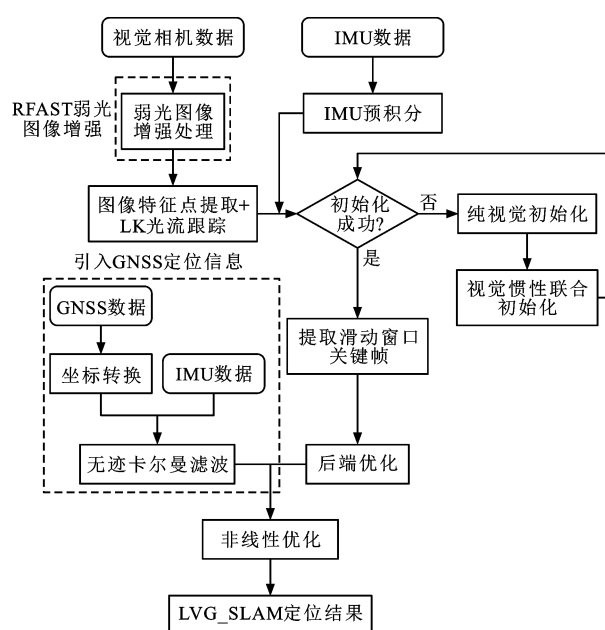 视觉相机数据
IMU数据
RFAST弱光
图像增强
弱光图像
增强处理
IMU预积分
图像特征点提取+
LK光流跟踪
初始化
成功?
否
纯视觉初始化
是
视觉惯性联合
初始化
引入GNSS定位信息
GNSS数据
坐标转换
IMU数据
提取滑动窗口
关键帧
无迹卡尔曼滤波
后端优化
非线性优化
LVG_SLAM定位结果